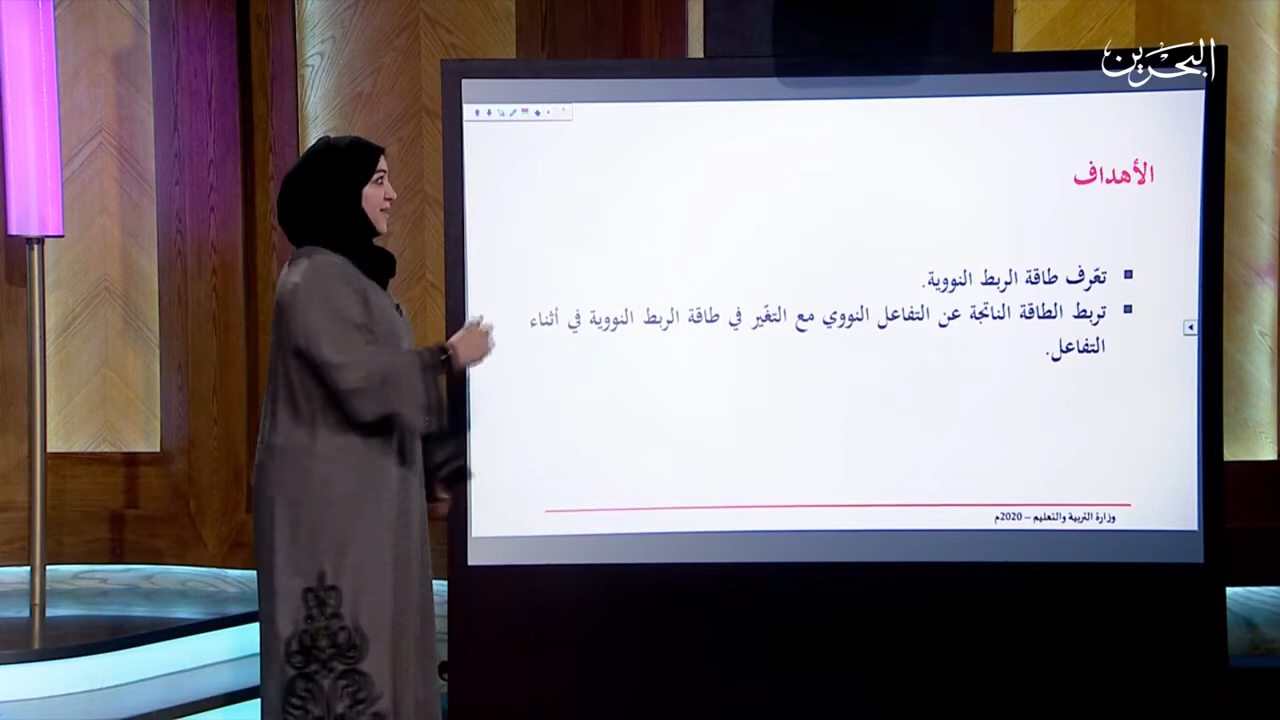 البحرين
الأهداف
تعّرف طاقة الربط النووية.
تربط الطاقة الناتجة عن التفاعل النووي مع التغّير في طاقة الربط النووية في أثناء
التفاعل.
وزارة التربية والتعليم – 2020م